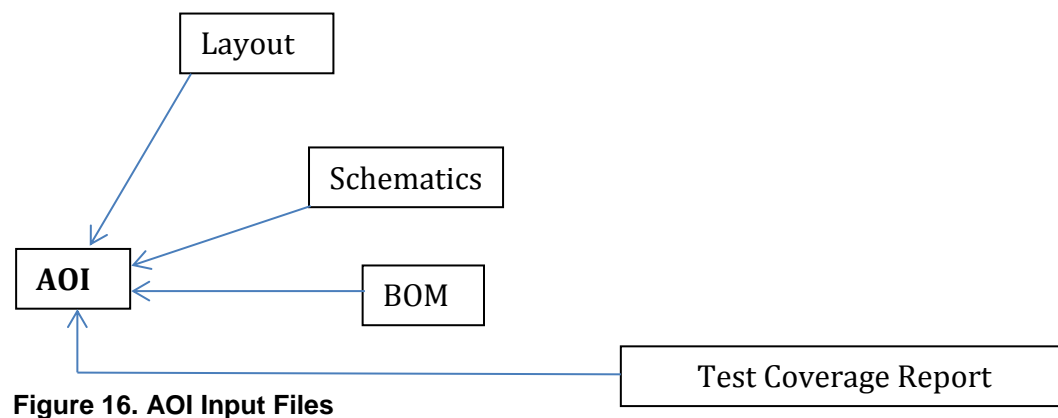 Layout
Schematics
AOI
BOM
Test Coverage Report
Figure 16. AOI Input Files